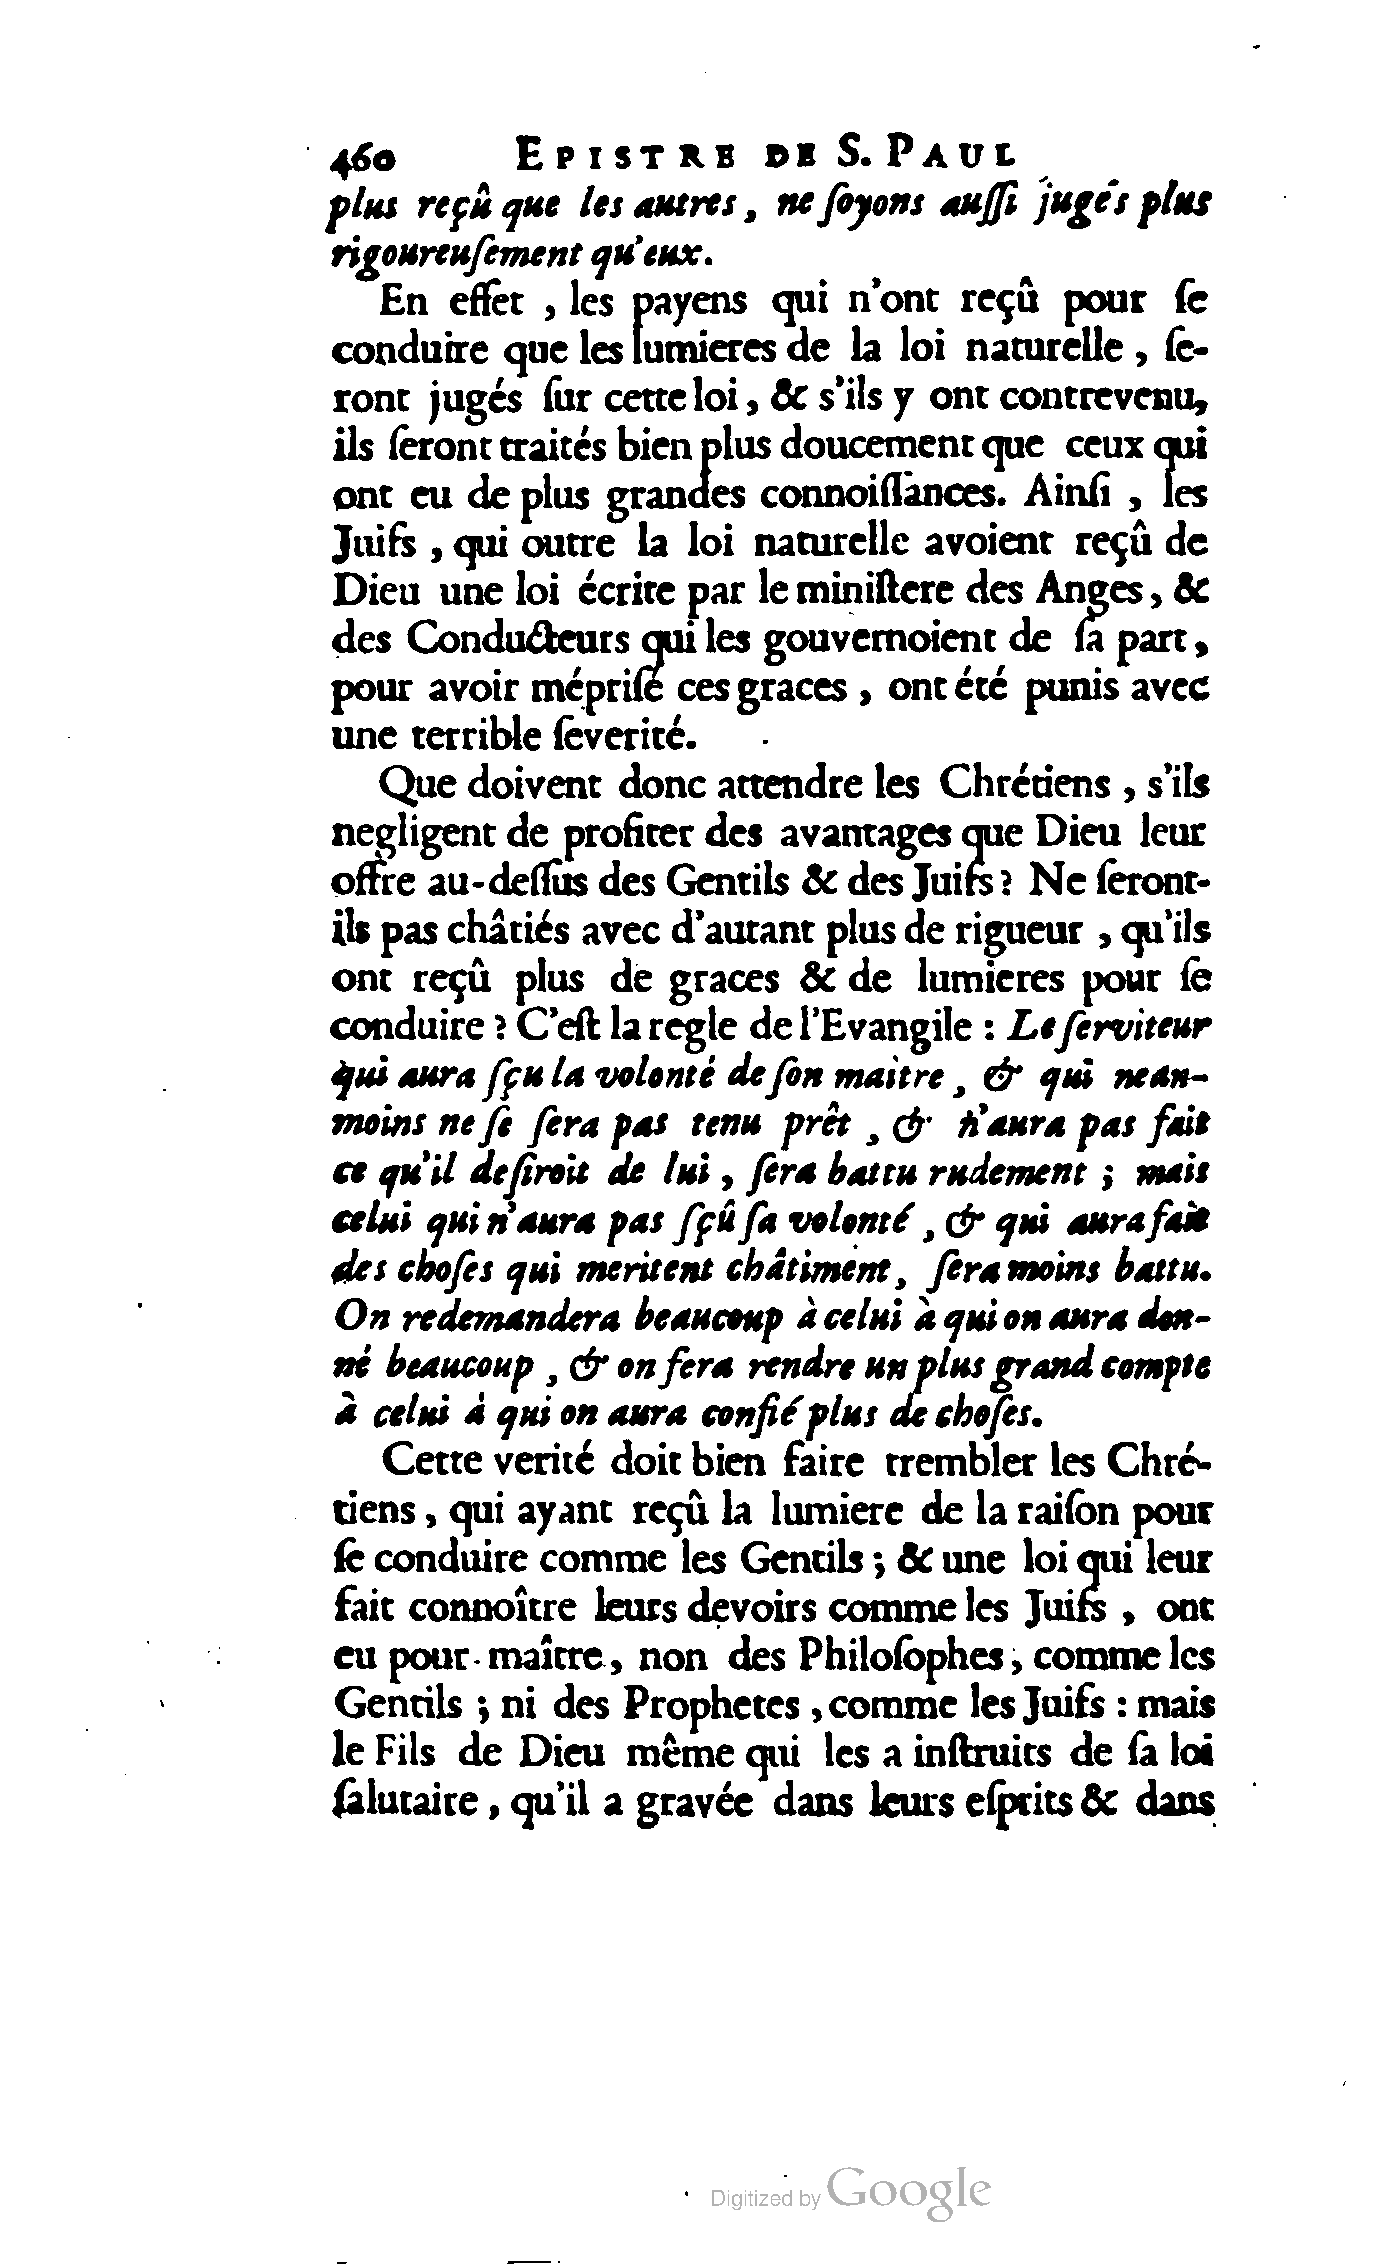 460 EPISTRE DE S. PAUL
plus reçû que les autres, ne ſoyons auſſi jugés plus
rigoureuſement qu'eux.
En effet , les payens qui n'ont reçû pour ſe
conduire que les lumieres de la loi naturelle , ſe-
ront jugés ſur cette loi , & s'ils y ont contrevenu,
ils ſeront traités bien plus doucement que ceux qui
ont eu de plus grandes connoiſſances. Ainſi , les
Juifs , qui outre la loi naturelle avoient reçû de
Dieu une loi écrite par le miniſtere des Anges , &
des Conducteurs qui les gouvernoient de ſa part ,
pour avoir mépriſé ces graces , ont été punis avec
une terrible ſeverité.
Que doivent donc attendre les Chrétiens , s'ils
negligent de profiter des avantages que Dieu leur
offre au-deſſus des Gentils & des Juifs ? Ne ſeront-
ils pas châtiés avec d'autant plus de rigueur , qu'ils
ont reçû plus de graces & de lumieres pour ſe
conduire ? C'eſt la regle de l'Evangile : Le ſerviteur
qui aura ſçu la volonté de ſon maitre , & qui nean-
moins ne ſe ſera pas tenu prêt , & n'aura pas fait
ce qu'il deſiroit de lui , ſera battu rudement ; mais
celui qui n'aura pas ſçû ſa volonté , & qui aura fait
des choſes qui meritent châtiment , ſera moins battu.
On redemandera beaucoup à celui à qui on aura don-
né beaucoup , & on fera rendre un plus grand compte
à celui à qui on aura confié plus de choſes.
Cette verité doit bien faire trembler les Chré-
tiens , qui ayant reçû la lumiere de la raiſon pour
ſe conduire comme les Gentils ; & une loi qui leur
fait connoître leurs devoirs comme les Juifs , ont
eu pour maître , non des Philoſophes , comme les
Gentils ; ni des Prophetes , comme les Juifs : mais
le Fils de Dieu même qui les a inſtruits de ſa loi
ſalutaire , qu'il a gravée dans leurs eſprits & dans
Digitized by Google